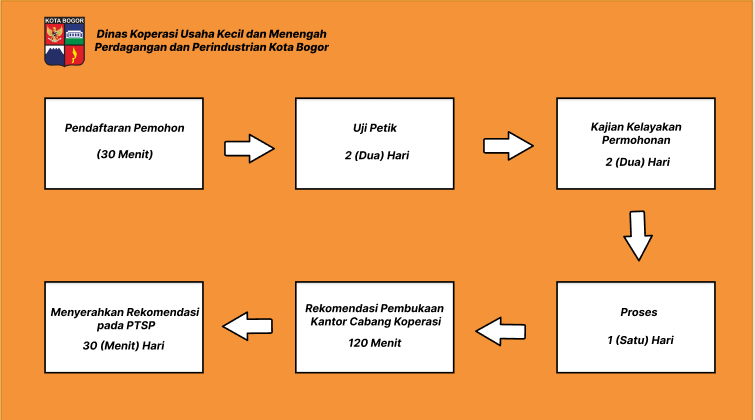 KOTA BOGOR
Dinas Koperasi Usaha Kecil dan Menengah
Perdagangan dan Perindustrian Kota Bogor
Pendaftaran Pemohon
(30 Menit)
Uji Petik
2 (Dua) Hari
Kajian Kelayakan
Permohonan
2 (Dua) Hari
Proses
1 (Satu) Hari
Rekomendasi Pembukaan
Kantor Cabang Koperasi
120 Menit
Menyerahkan Rekomendasi
pada PTSP
30 (Menit) Hari